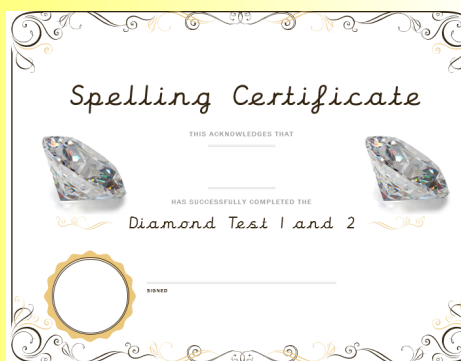 Spelling Certificate
THIS ACKNOWLEDGES THAT
HAS SUCCESSFULLY COMPLETED THE
Diamond Test 1 and 2
SIGNED